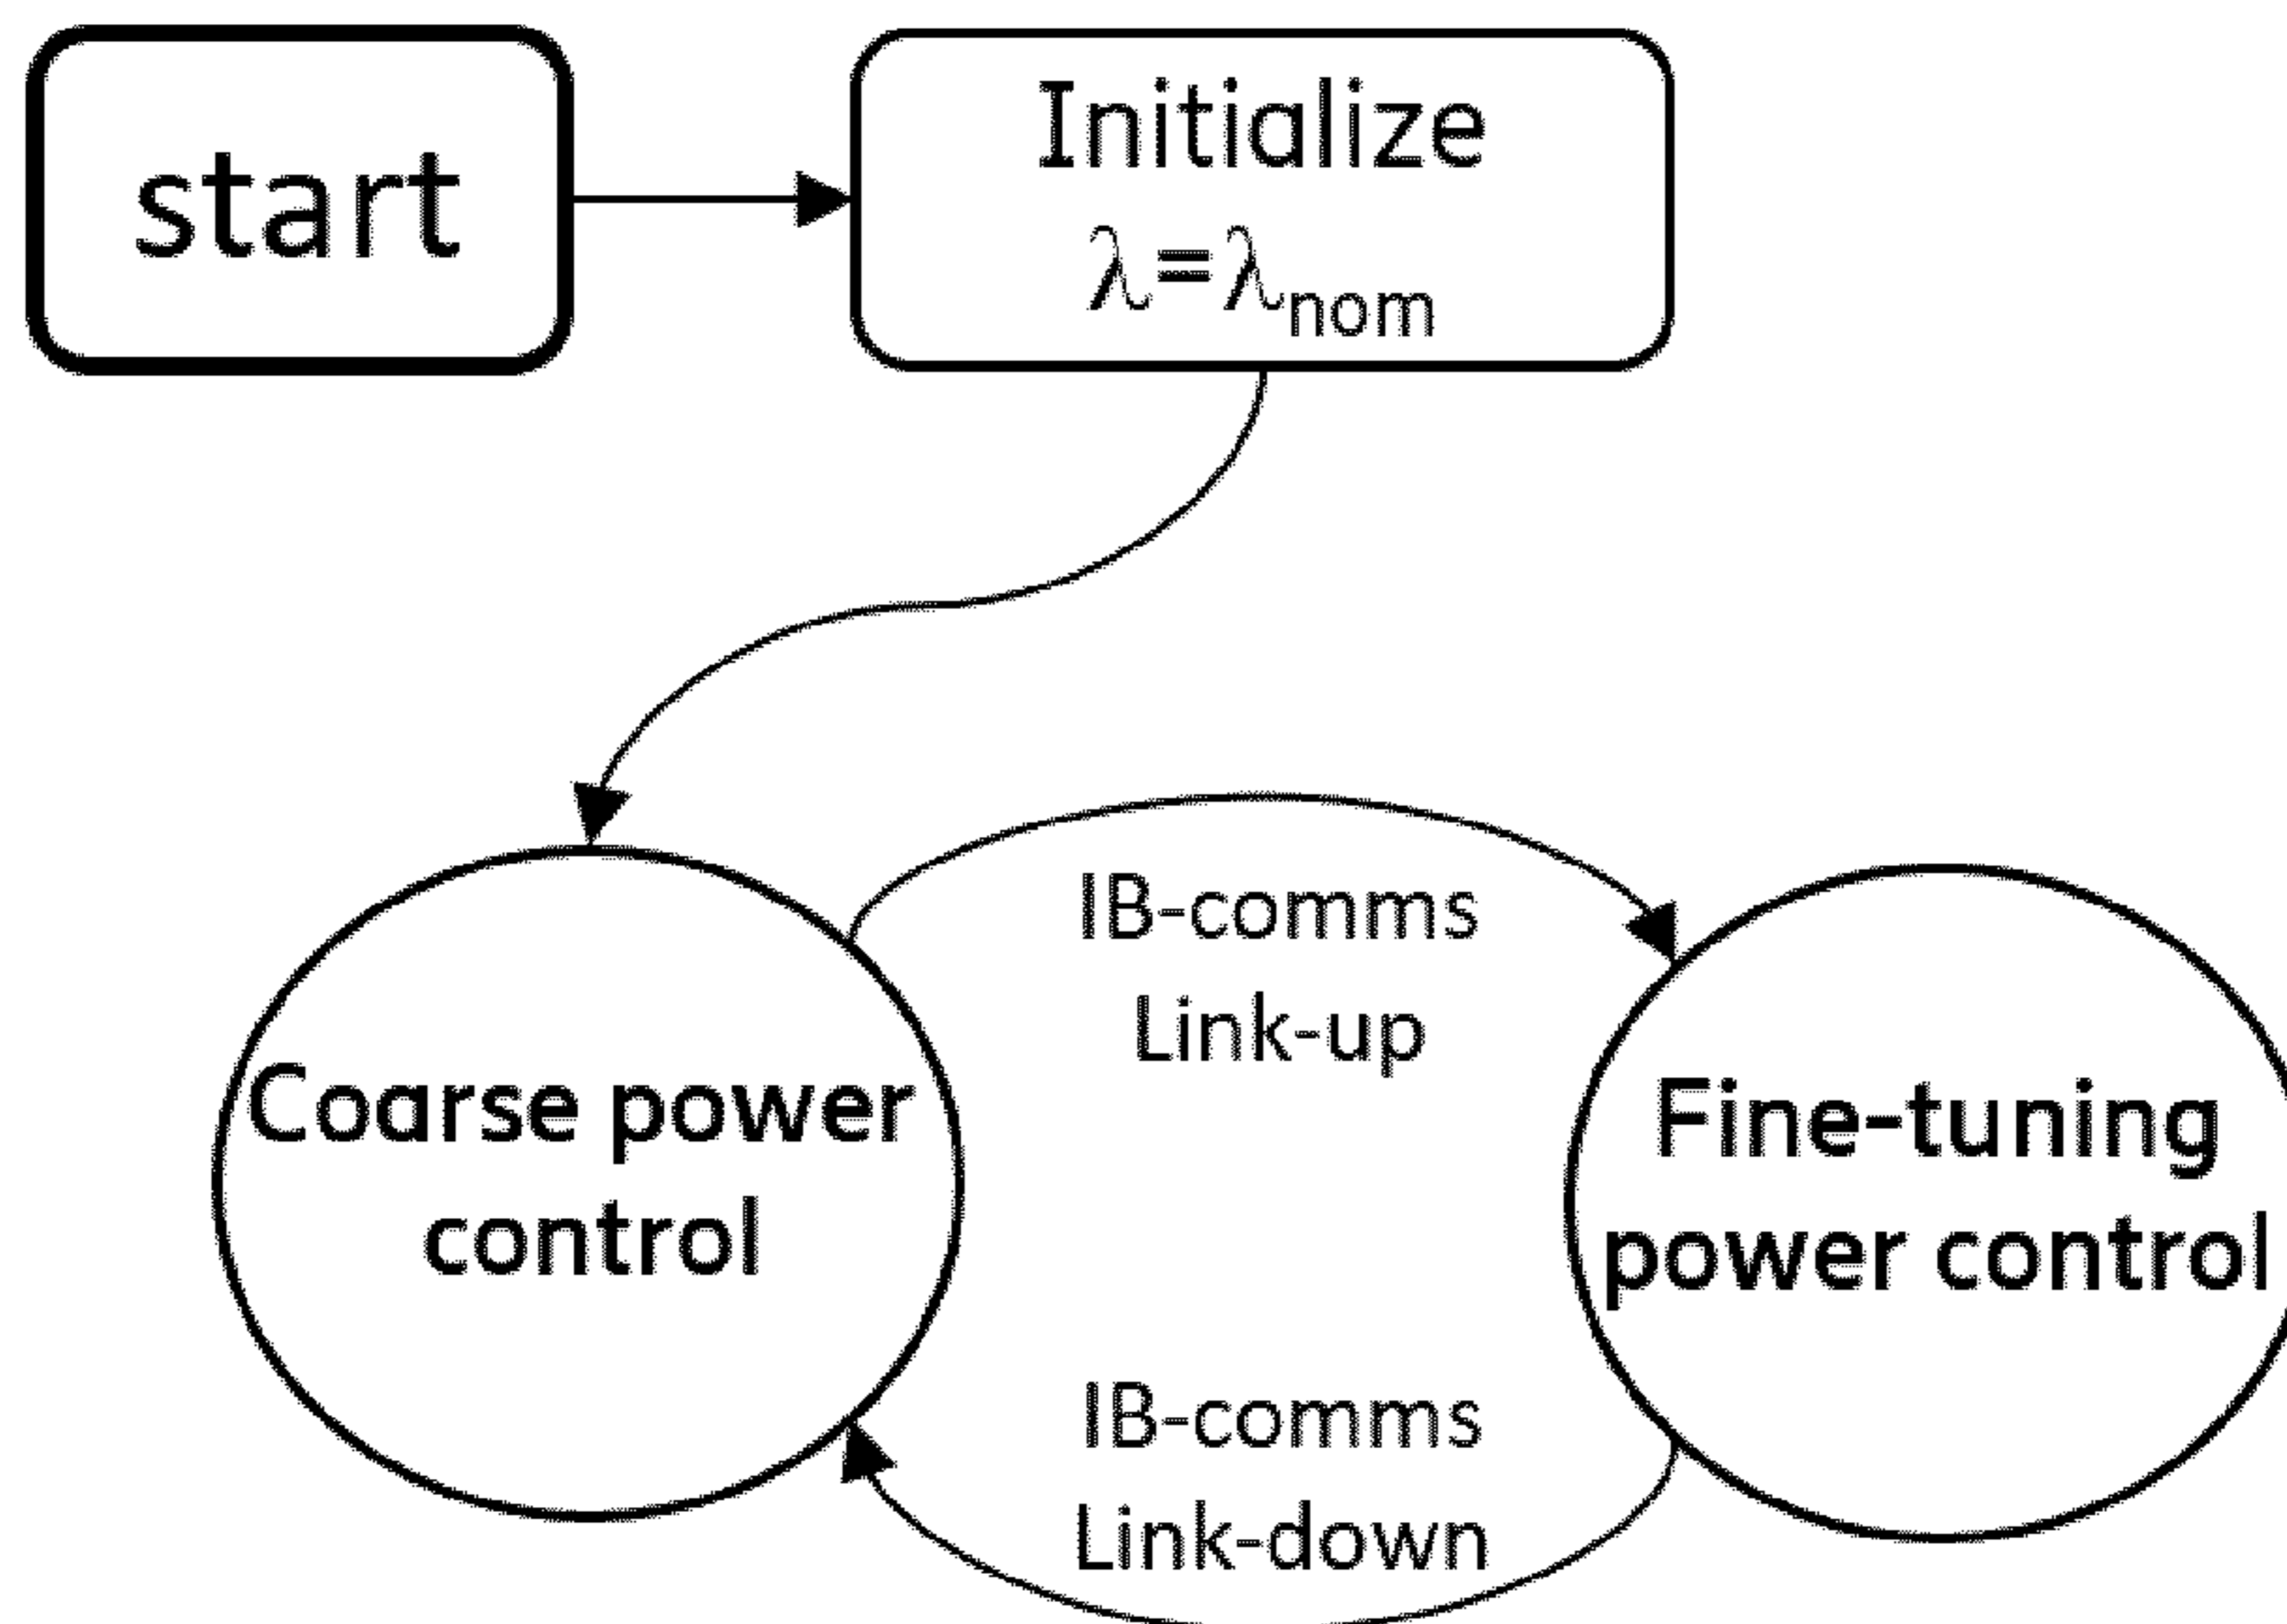 start
Initialize
λ=λnom
IB-comms
Link-up
Coarse power
control
Fine-tuning
power control
IB-comms
Link-down